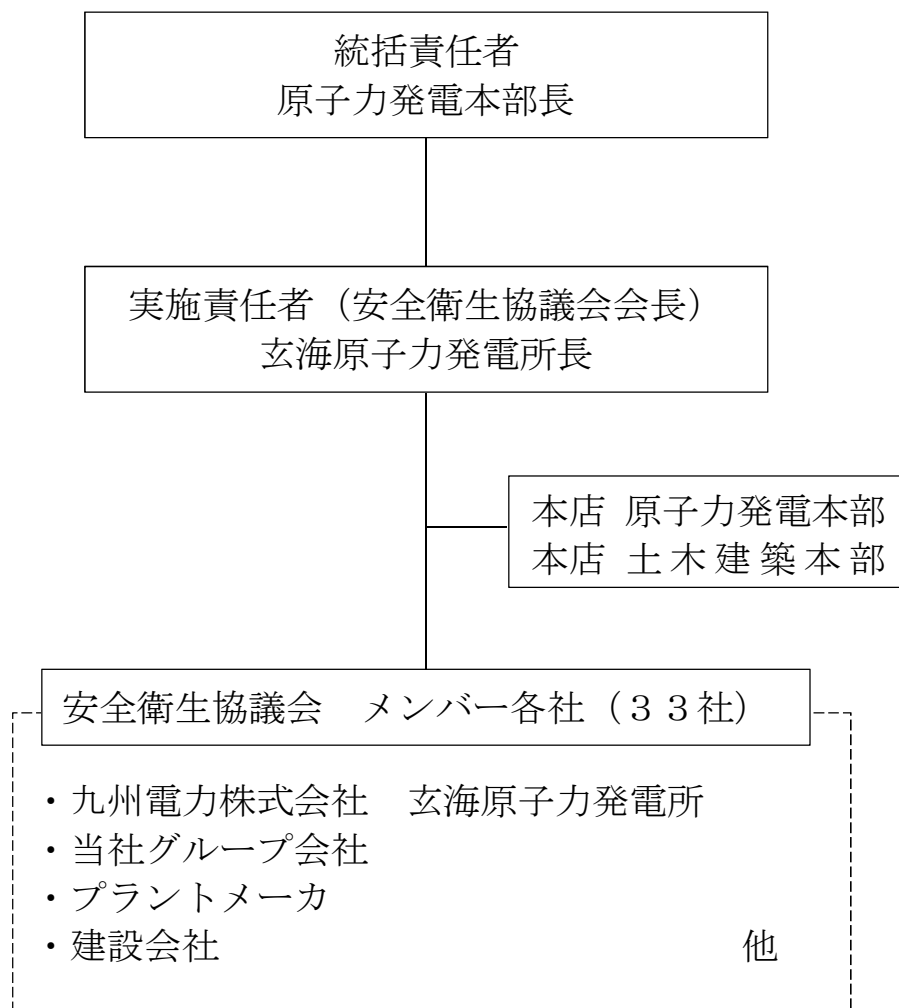 統括責任者
原子力発電本部長
実施責任者（安全衛生協議会会長）
玄海原子力発電所長
本店 原子力発電本部
本店 土木建築本部
安全衛生協議会　メンバー各社（３３社）
・九州電力株式会社　玄海原子力発電所
・当社グループ会社
・プラントメーカ
・建設会社　他